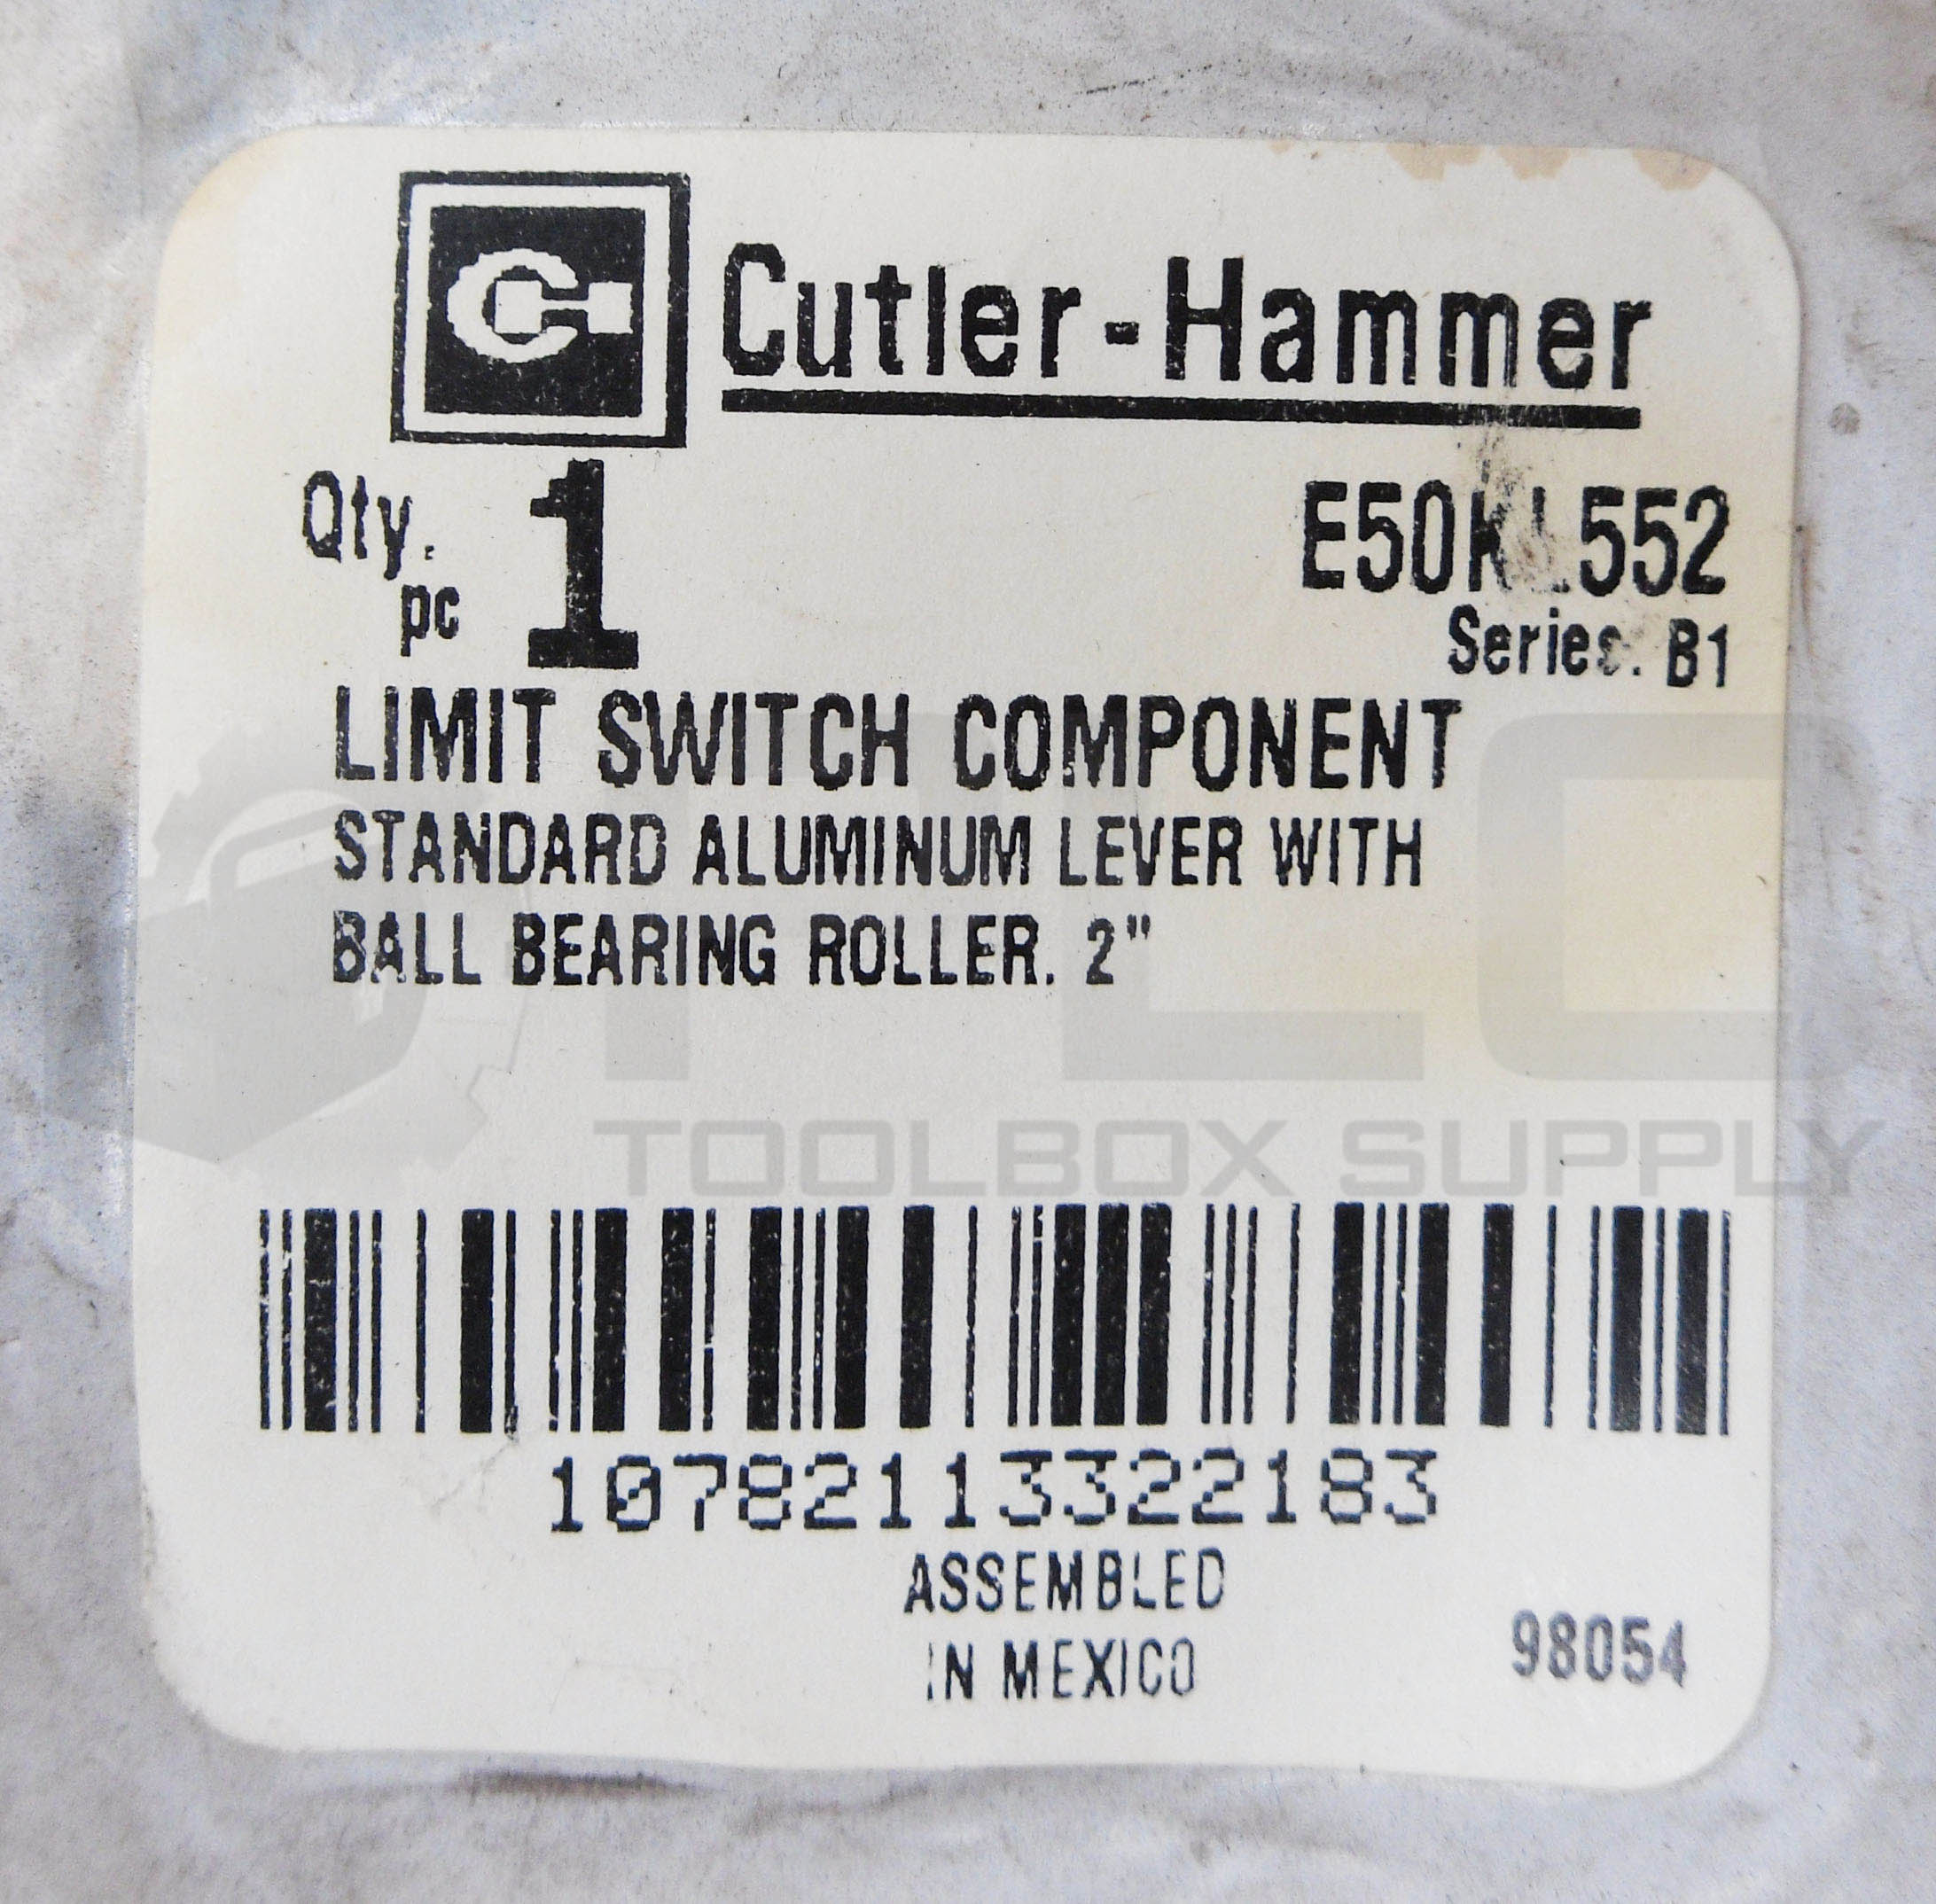 Cutler-Hammer
Qty. 1
pc
E50KL552
Series. B1
LIMIT SWITCH COMPONENT
STANDARD ALUMINUM LEVER WITH
BALL BEARING ROLLER. 2"
PLC
TOOLBOX SUPPLY
10782113322183
ASSEMBLED
IN MEXICO
98054